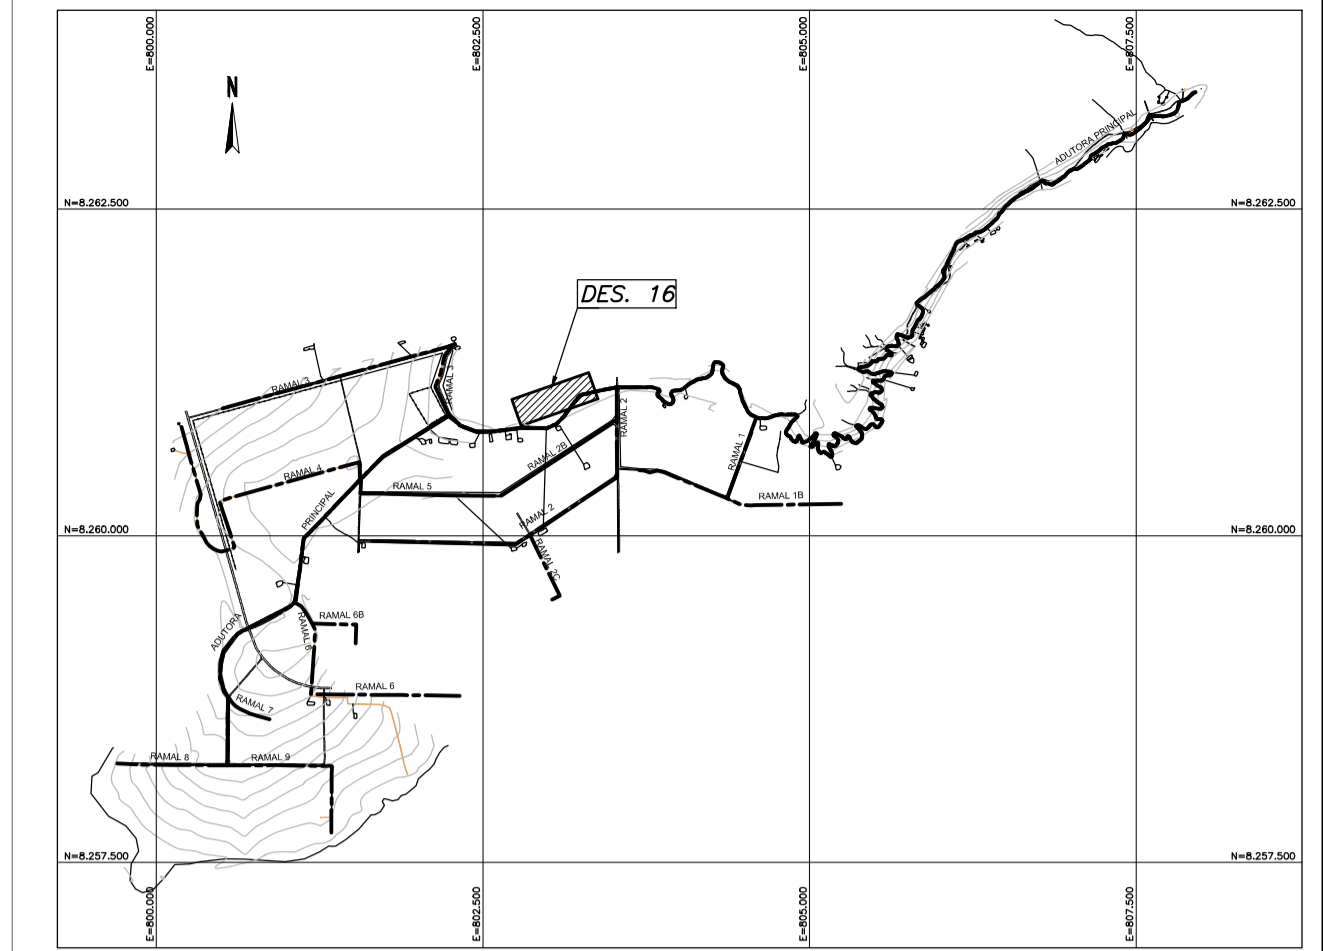 E=800.000
E=802.500
E=805.000
E=807.500
N
ADUTORA PRINCIPAL
N=8.262.500
N=8.262.500
DES. 16
RAMAL 3
RAMAL 3
RAMAL 2
RAMAL 1
RAMAL 2B
RAMAL 4
RAMAL 5
RAMAL 1B
PRINCIPAL
RAMAL 2
N=8.260.000
N=8.260.000
RAMAL 2C
ADUTORA
RAMAL 6
RAMAL 6B
RAMAL 6
RAMAL 7
RAMAL 8
RAMAL 9
N=8.257.500
N=8.257.500
E=800.000
E=802.500
E=805.000
E=807.500